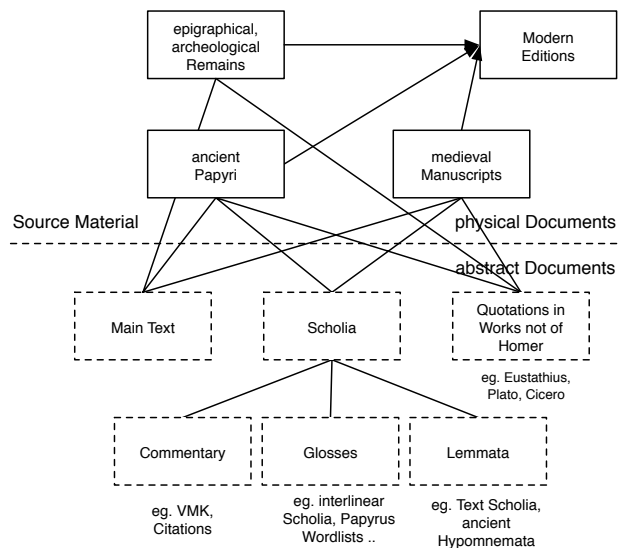 epigraphical,
archeological
Remains
Modern
Editions
ancient
Papyri
medieval
Manuscripts
Source Material
physical Documents
abstract Documents
Main Text
Scholia
Quotations in
Works not of
Homer
eg. Eustathius,
Plato, Cicero
Commentary
Glosses
Lemmata
eg. VMK,
Citations
eg. interlinear
Scholia, Papyrus
Wordlists ..
eg. Text Scholia,
ancient
Hypomnemata